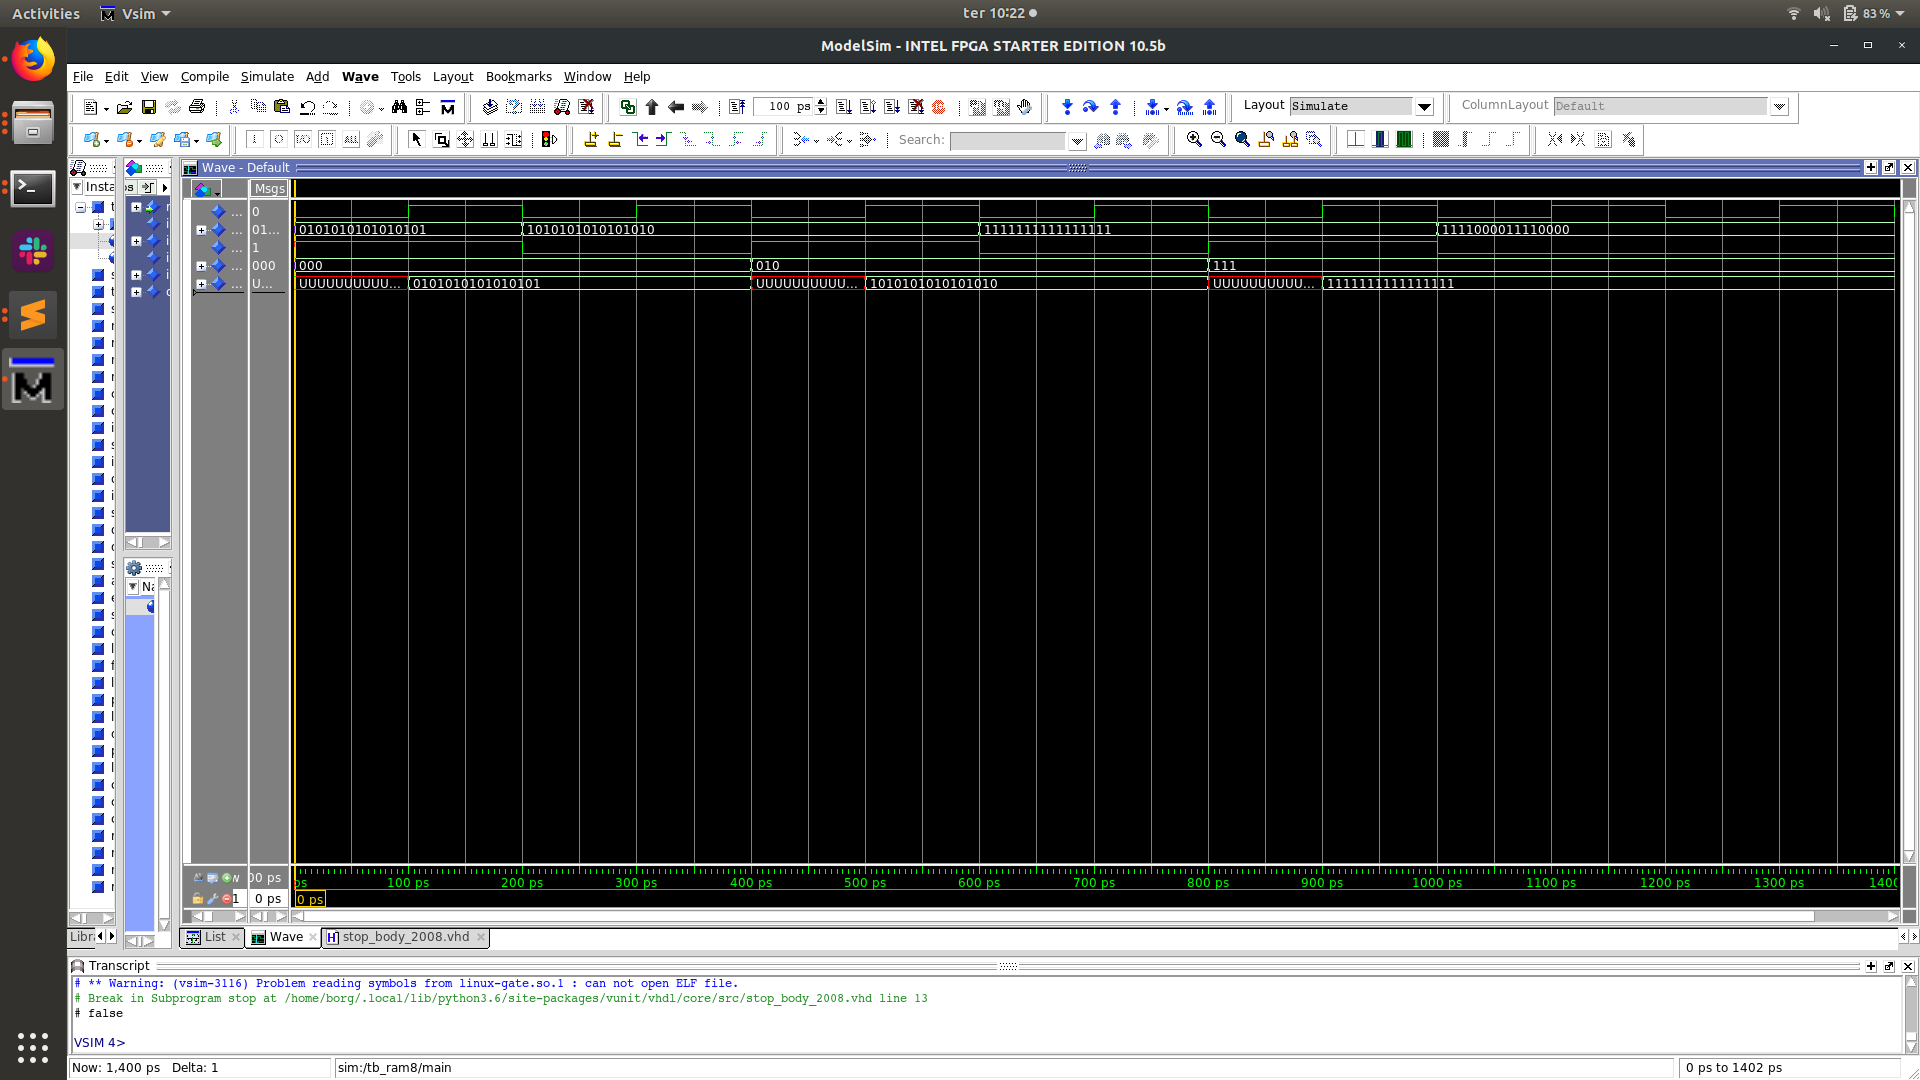 Activities Vsim ter 10:22 83 %
ModelSim - INTEL FPGA STARTER EDITION 10.5b
File Edit View Compile Simulate Add Wave Tools Layout Bookmarks Window Help
100 ps Layout Simulate ColumnLayout Default
Search:
Wave - Default
Insta
Msgs
0
01... 0101010101010101 1010101010101010 1111111111111111 1111000011110000
1
000 000 010 111
U... UUUUUUUUUU... 0101010101010101 UUUUUUUUUU... 1010101010101010 UUUUUUUUUU... 1111111111111111
Na
00 ps ps 100 ps 200 ps 300 ps 400 ps 500 ps 600 ps 700 ps 800 ps 900 ps 1000 ps 1100 ps 1200 ps 1300 ps 1400
1 0 ps 0 ps
Libra List Wave stop_body_2008.vhd
Transcript
# ** Warning: (vsim-3116) Problem reading symbols from linux-gate.so.1 : can not open ELF file.
# Break in Subprogram stop at /home/borg/.local/lib/python3.6/site-packages/vunit/vhdl/core/src/stop_body_2008.vhd line 13
# false
VSIM 4>
Now: 1,400 ps Delta: 1 sim:/tb_ram8/main 0 ps to 1402 ps